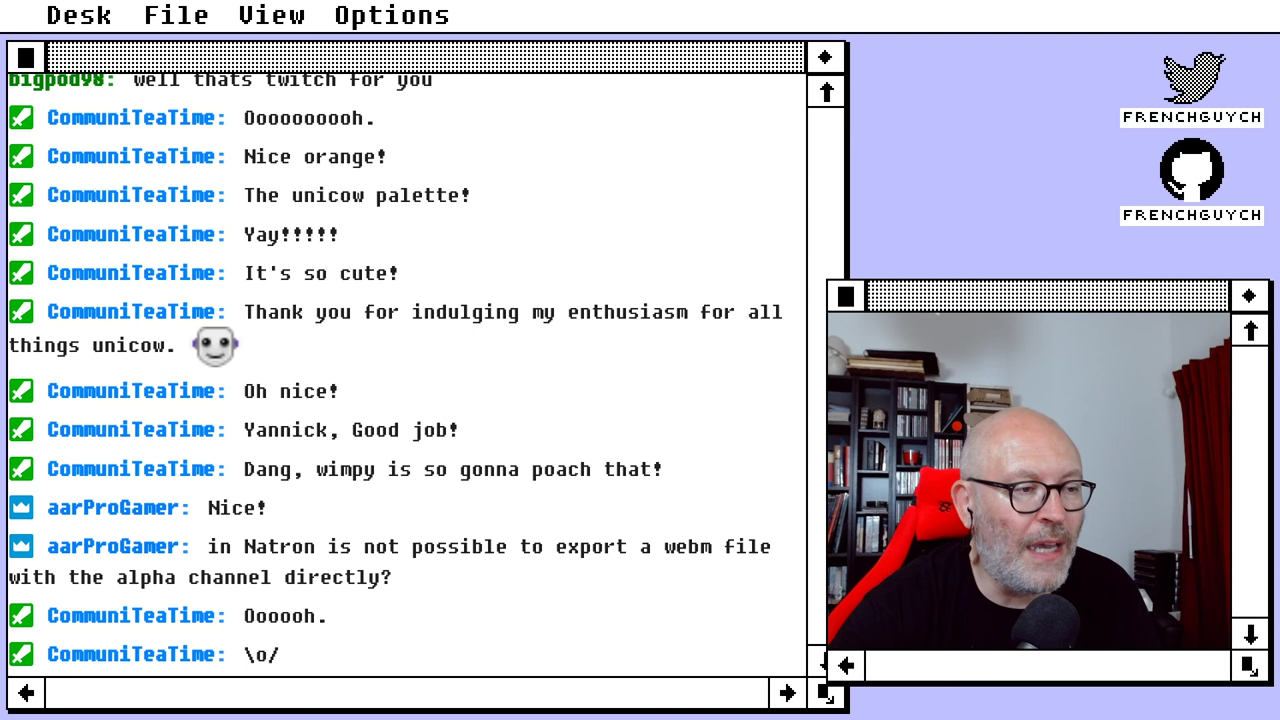 Desk File View Options
bigpod98: well thats twitch for you
CommuniTeaTime: Ooooooooooh.
CommuniTeaTime: Nice orange!
CommuniTeaTime: The unicow palette!
CommuniTeaTime: Yay!!!!!
CommuniTeaTime: It's so cute!
CommuniTeaTime: Thank you for indulging my enthusiasm for all
things unicow.
CommuniTeaTime: Oh nice!
CommuniTeaTime: Yannick, Good job!
CommuniTeaTime: Dang, wimpy is so gonna poach that!
aarProGamer: Nice!
aarProGamer: in Natron is not possible to export a webm file
with the alpha channel directly?
CommuniTeaTime: Oooooh.
CommuniTeaTime: \o/
FRENCHGUYCH
FRENCHGUYCH